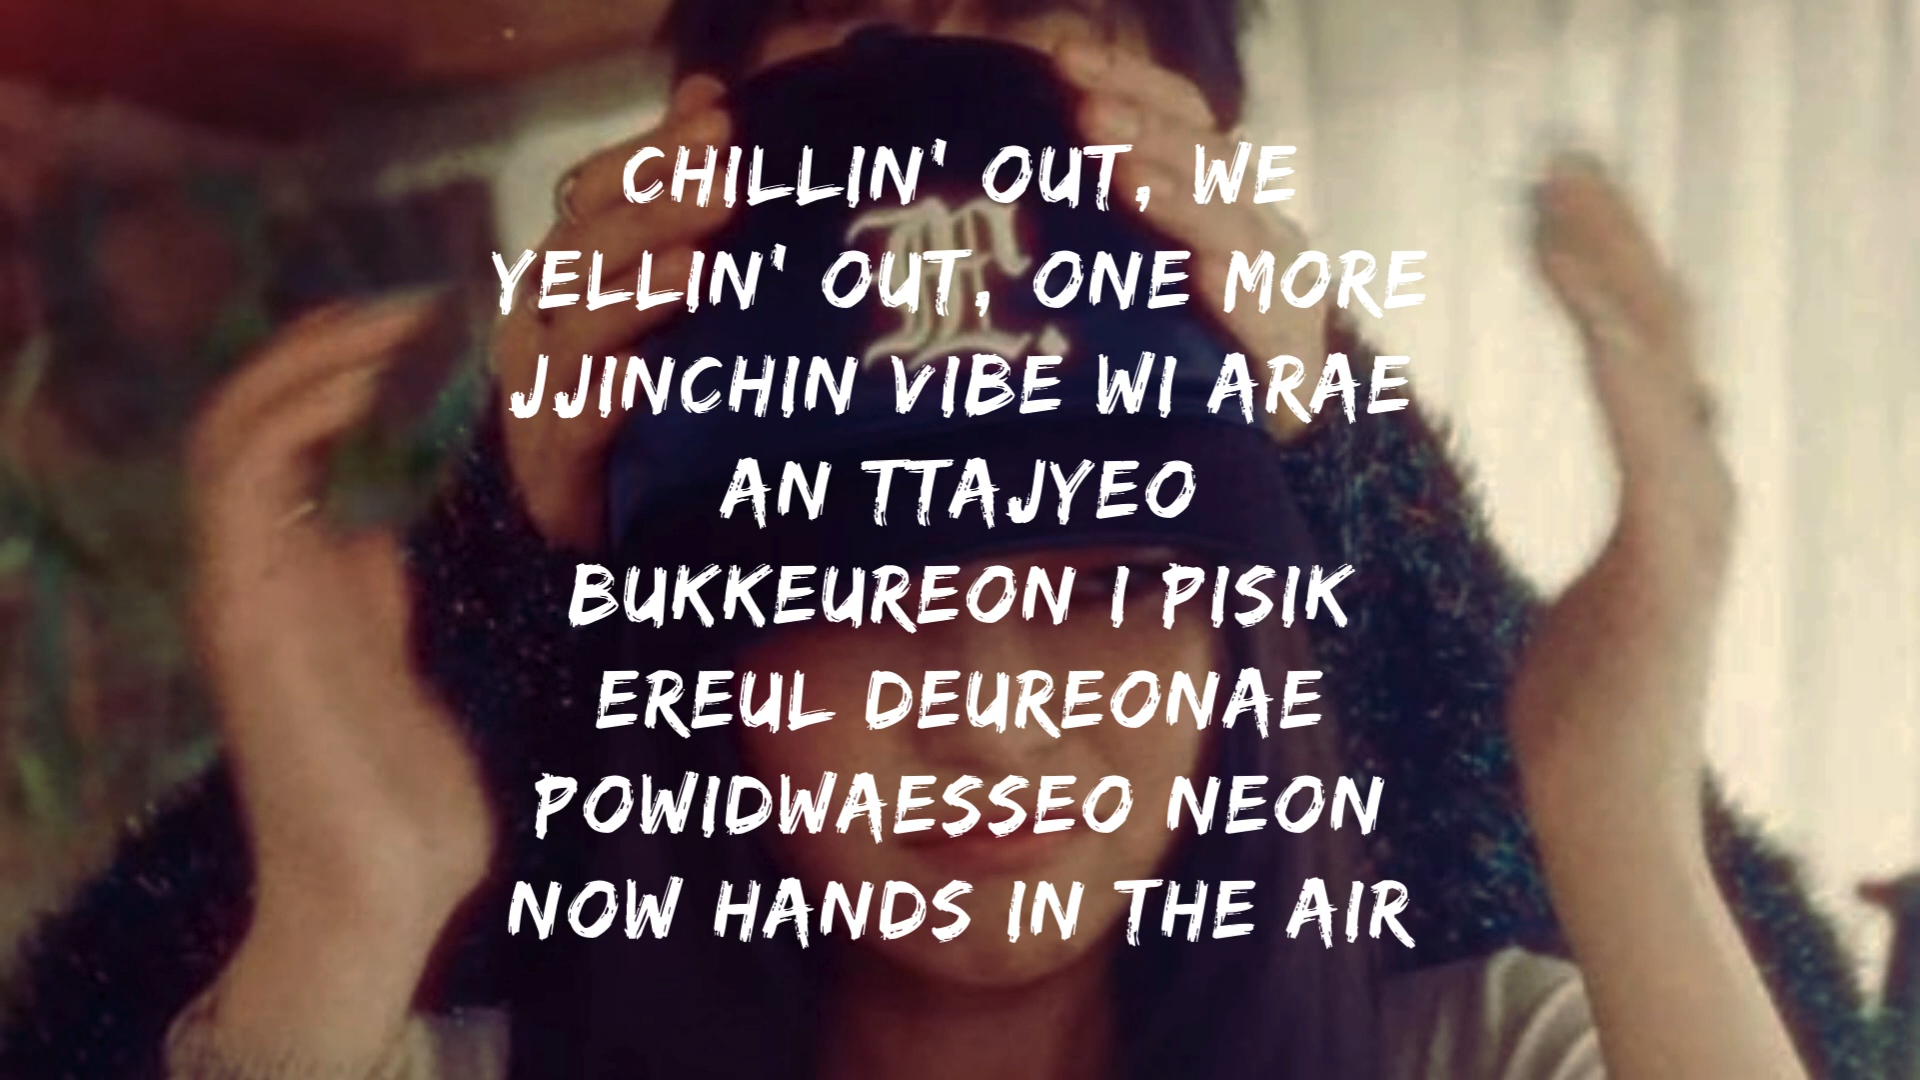 CHILLIN' OUT, WE
YELLIN' OUT, ONE MORE
JJINCHIN VIBE WI ARAE
AN TTAJYEO
BUKKEUREON I PISIK
EREUL DEUREONAE
POWIDWAESSEO NEON
NOW HANDS IN THE AIR